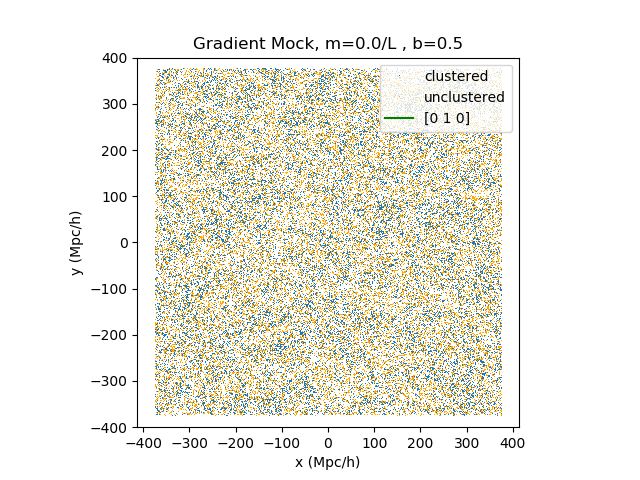 Gradient Mock, m=0.0/L , b=0.5
400
300
200
100
0
−100
−200
−300
−400
y (Mpc/h)
clustered
unclustered
[0 1 0]
−400 −300 −200 −100 0 100 200 300 400
x (Mpc/h)